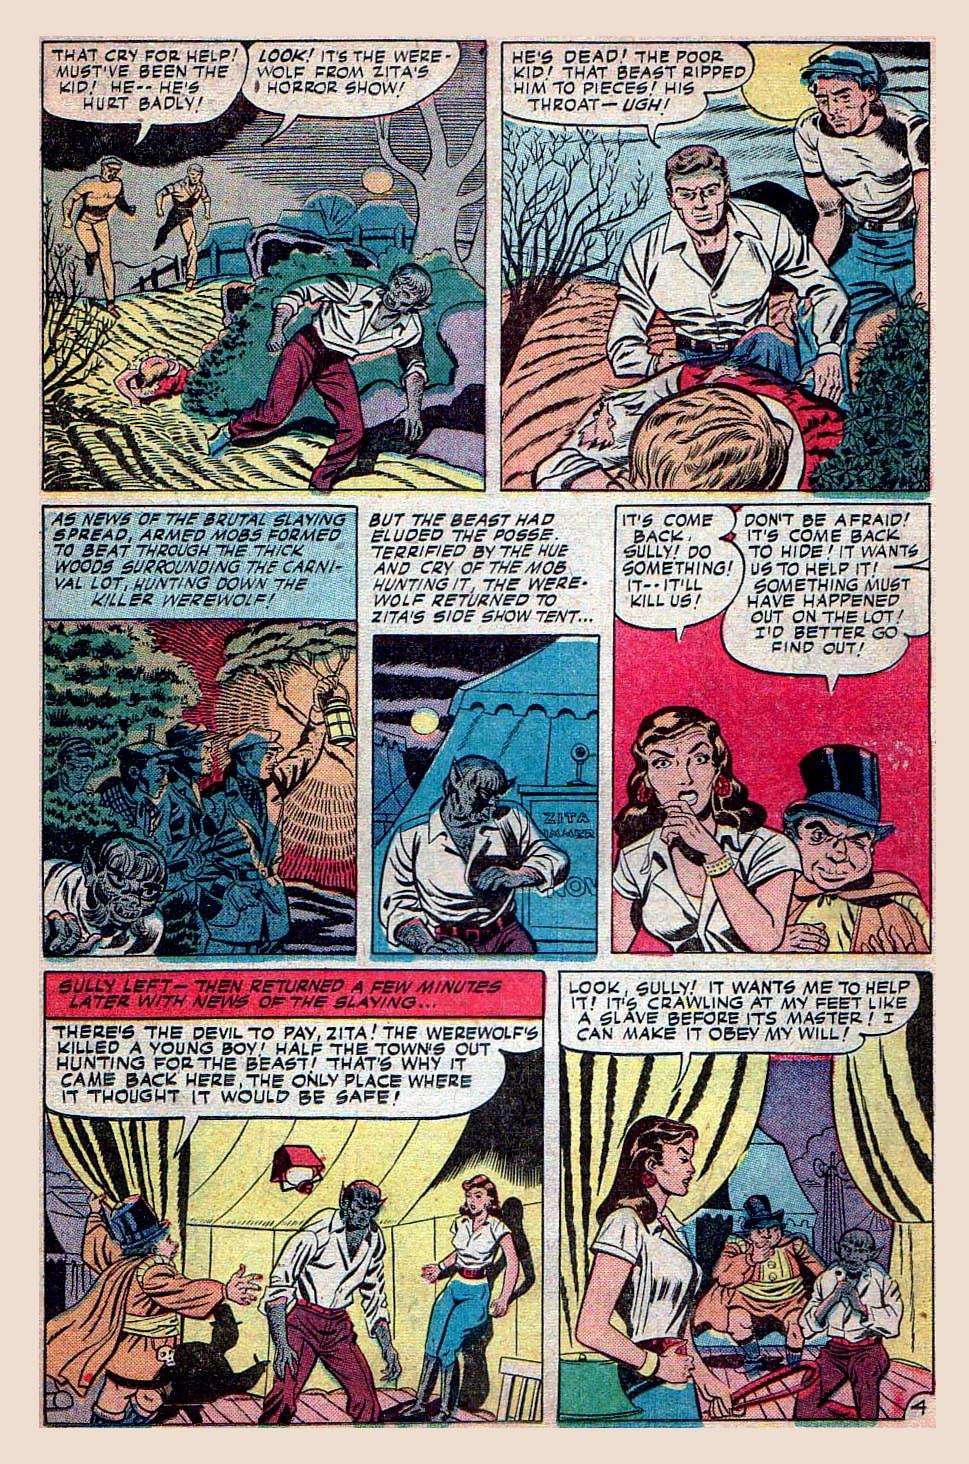 THAT CRY FOR HELP!
MUST'VE BEEN THE
KID! HE-- HE'S
HURT BADLY!
LOOK! IT'S THE WERE-
WOLF FROM ZITA'S
HORROR SHOW!
HE'S DEAD! THE POOR
KID! THAT BEAST RIPPED
HIM TO PIECES! HIS
THROAT-- UGH!
AS NEWS OF THE BRUTAL SLAYING
SPREAD, ARMED MOBS FORMED
TO BEAT THROUGH THE THICK
WOODS SURROUNDING THE CARNI-
VAL LOT, HUNTING DOWN THE
KILLER WEREWOLF!
BUT THE BEAST HAD
ELUDED THE POSSE.
TERRIFIED BY THE HUE
AND CRY OF THE MOB
HUNTING IT, THE WERE-
WOLF RETURNED TO
ZITA'S SIDE SHOW TENT...
ZITA
IT'S COME
BACK,
SULLY! DO
SOMETHING!
IT-- IT'LL
KILL US!
DON'T BE AFRAID!
IT'S COME BACK
TO HIDE! IT WANTS
US TO HELP IT!
SOMETHING MUST
HAVE HAPPENED
OUT ON THE LOT!
I'D BETTER GO
FIND OUT!
SULLY LEFT-- THEN RETURNED A FEW MINUTES
LATER WITH NEWS OF THE SLAYING...
THERE'S THE DEVIL TO PAY, ZITA! THE WEREWOLF'S
KILLED A YOUNG BOY! HALF THE TOWN'S OUT
HUNTING FOR THE BEAST! THAT'S WHY IT
CAME BACK HERE, THE ONLY PLACE WHERE
IT THOUGHT IT WOULD BE SAFE!
LOOK, SULLY! IT WANTS ME TO HELP
IT! IT'S CRAWLING AT MY FEET LIKE
A SLAVE BEFORE ITS MASTER! I
CAN MAKE IT OBEY MY WILL!
4